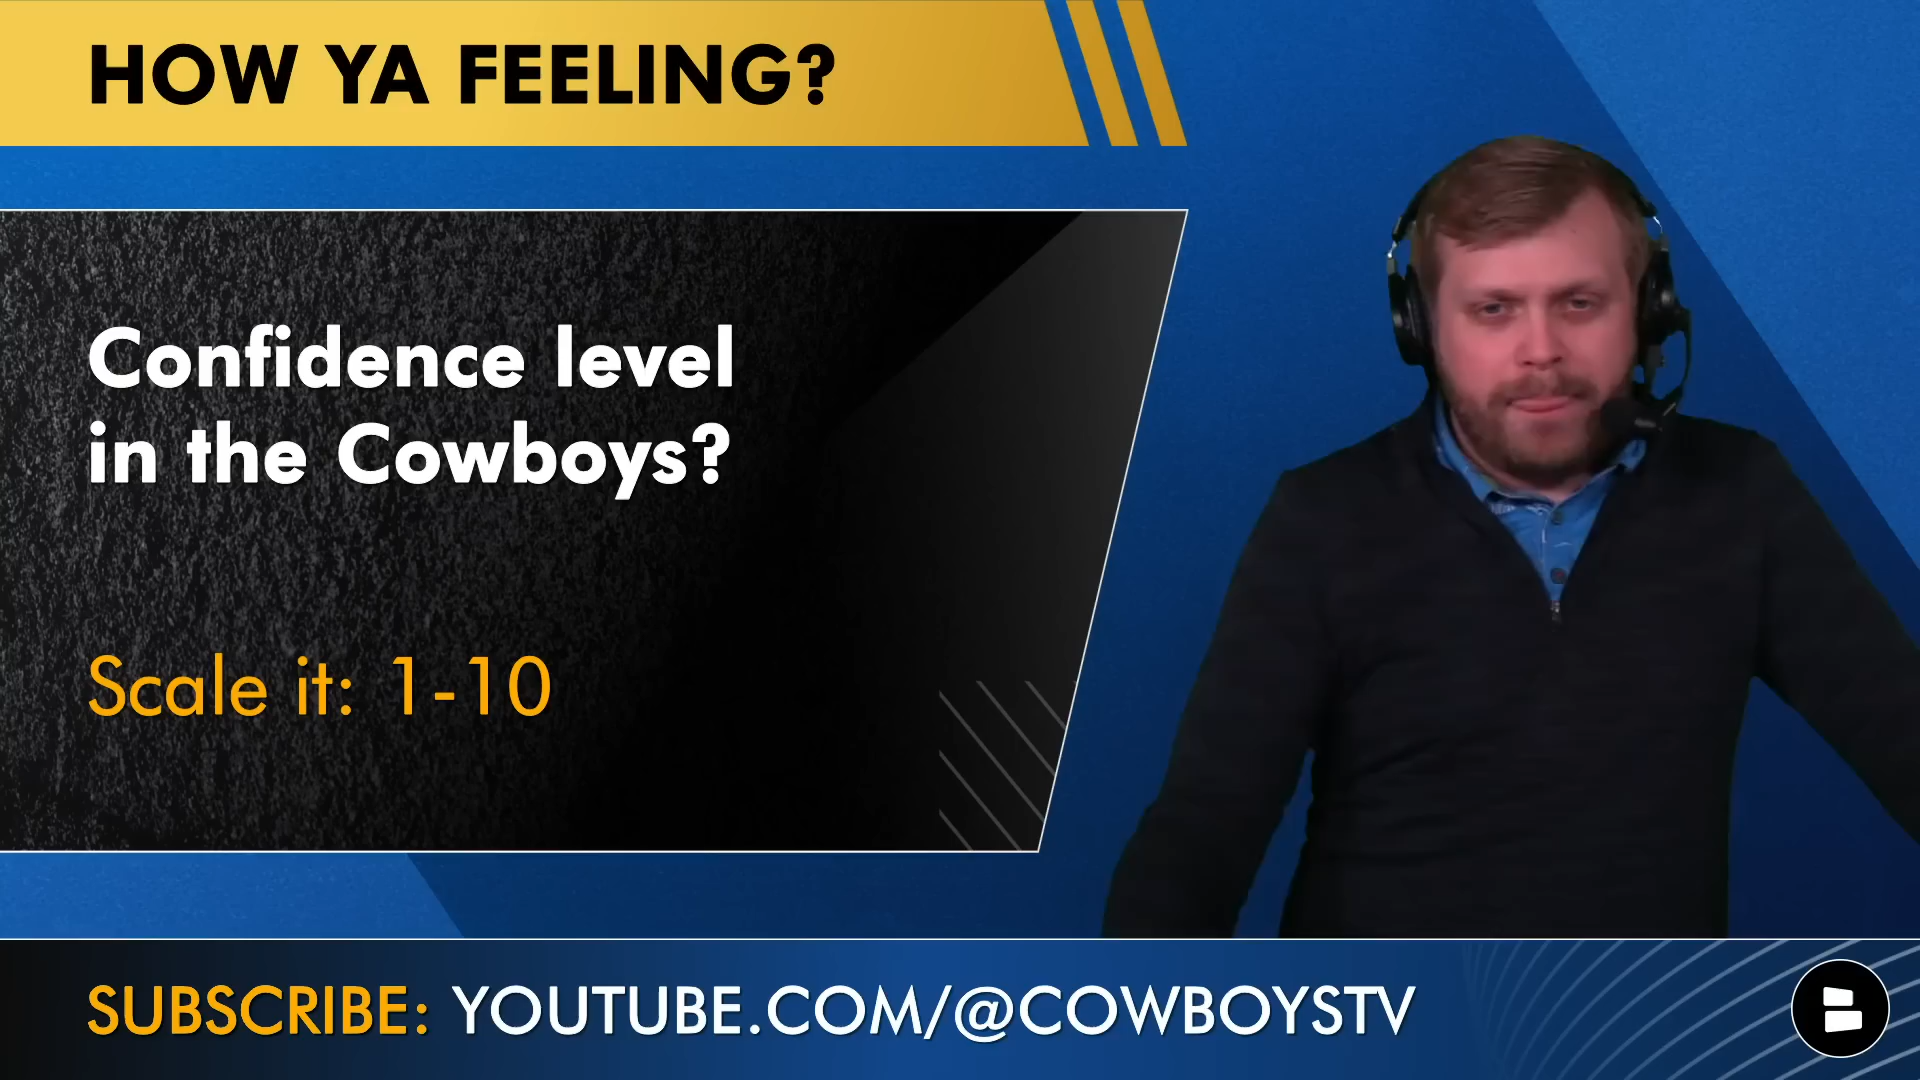 HOW YA FEELING?
Confidence level
in the Cowboys?
Scale it: 1-10
SUBSCRIBE: YOUTUBE.COM/@COWBOYSTV